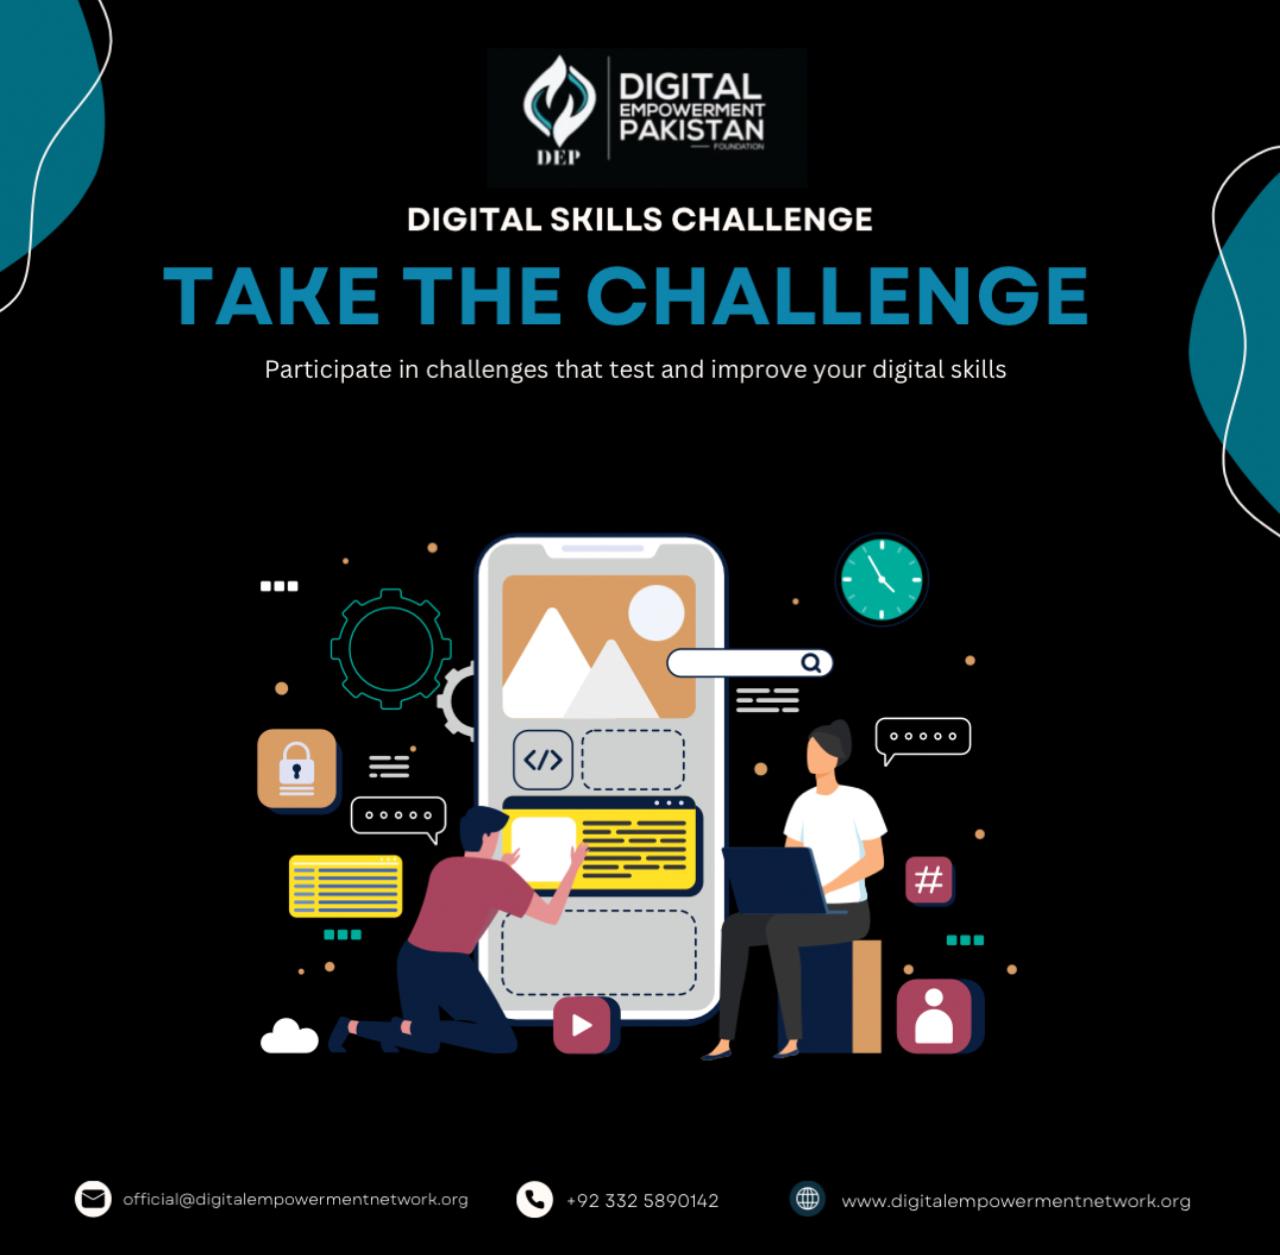 DIGITAL
EMPOWERMENT
PAKISTAN
FOUNDATION
DEP
DIGITAL SKILLS CHALLENGE
TAKE THE CHALLENGE
Participate in challenges that test and improve your digital skills
</>
#
official@digitalempowermentnetwork.org
+92 332 5890142
www.digitalempowermentnetwork.org